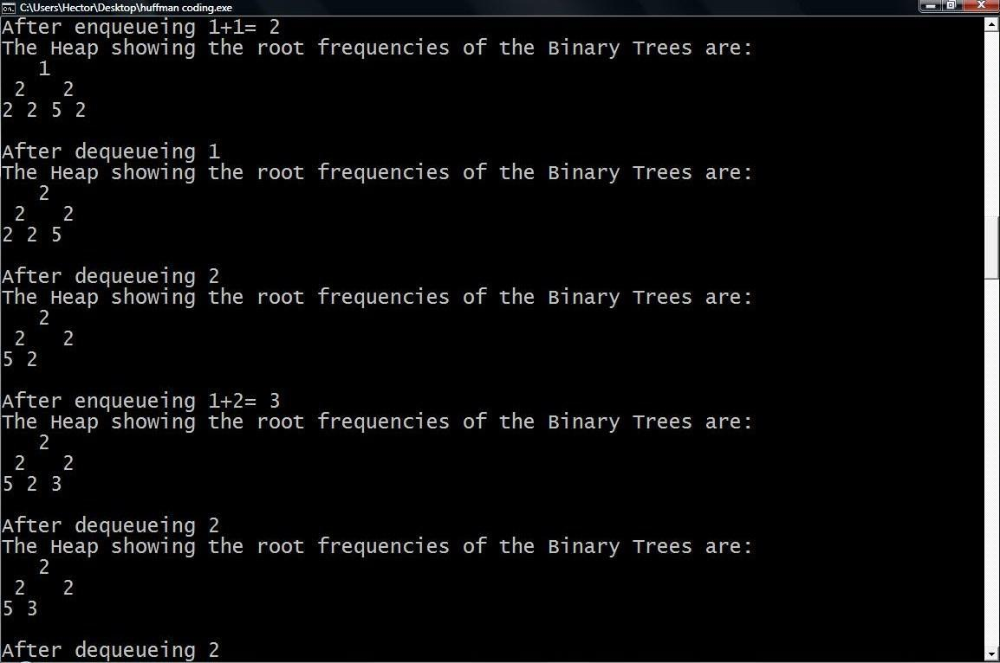 C:\Users\Hector\Desktop\huffman coding.exe
After enqueueing 1+1= 2
The Heap showing the root frequencies of the Binary Trees are:
   1
 2   2
2 2 5 2
After dequeueing 1
The Heap showing the root frequencies of the Binary Trees are:
   2
 2   2
2 2 5
After dequeueing 2
The Heap showing the root frequencies of the Binary Trees are:
   2
 2   2
5 2
After enqueueing 1+2= 3
The Heap showing the root frequencies of the Binary Trees are:
   2
 2   2
5 2 3
After dequeueing 2
The Heap showing the root frequencies of the Binary Trees are:
   2
 2   2
5 3
After dequeueing 2